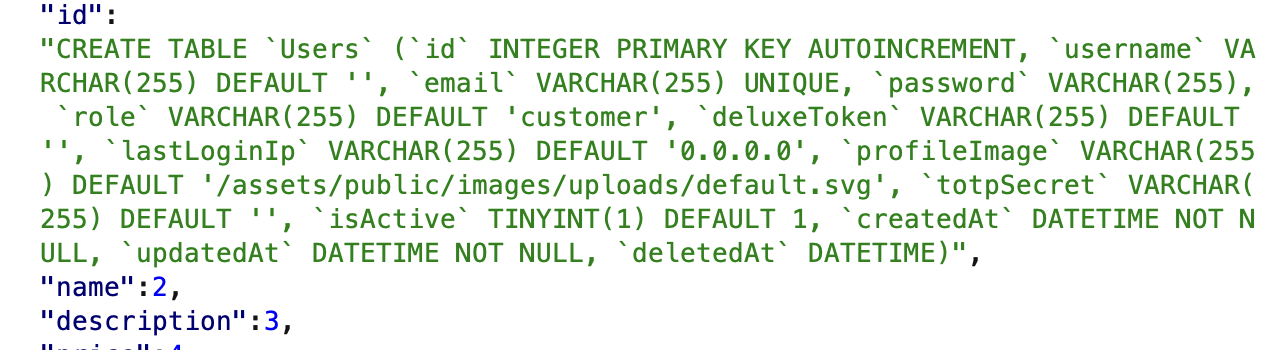 "id":
"CREATE TABLE `Users` (`id` INTEGER PRIMARY KEY AUTOINCREMENT, `username` VA
RCHAR(255) DEFAULT '', `email` VARCHAR(255) UNIQUE, `password` VARCHAR(255),
`role` VARCHAR(255) DEFAULT 'customer', `deluxeToken` VARCHAR(255) DEFAULT
'', `lastLoginIp` VARCHAR(255) DEFAULT '0.0.0.0', `profileImage` VARCHAR(255
) DEFAULT '/assets/public/images/uploads/default.svg', `totpSecret` VARCHAR(
255) DEFAULT '', `isActive` TINYINT(1) DEFAULT 1, `createdAt` DATETIME NOT N
ULL, `updatedAt` DATETIME NOT NULL, `deletedAt` DATETIME)",
"name":2,
"description":3,